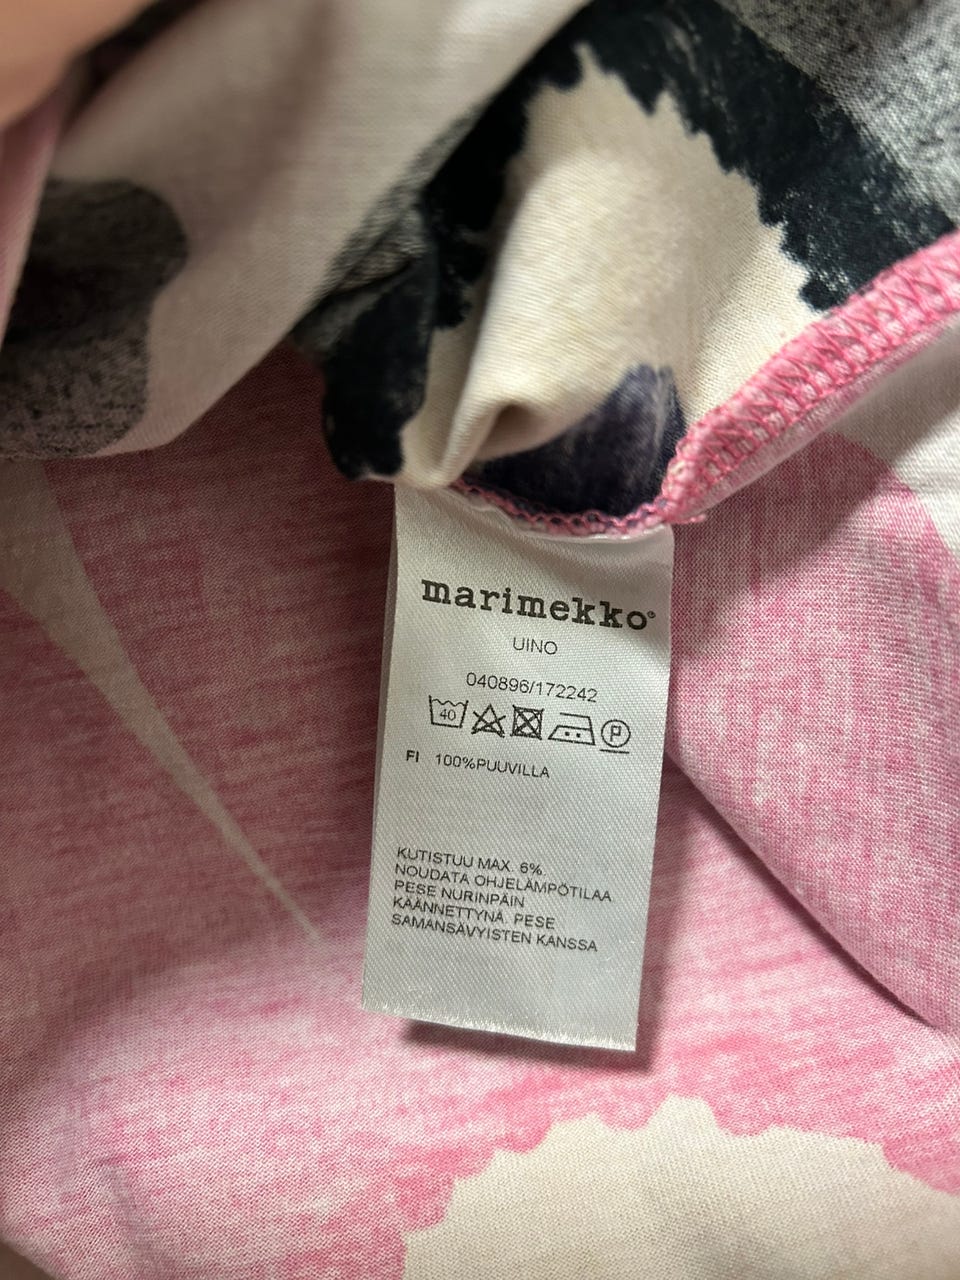 marimekko®
UINO
040896/172242
40 P
FI 100%PUUVILLA
KUTISTUU MAX. 6%.
NOUDATA OHJELÄMPÖTILAA.
PESE NURINPÄIN
KÄÄNNETTYNÄ. PESE
SAMANSÄVYISTEN KANSSA